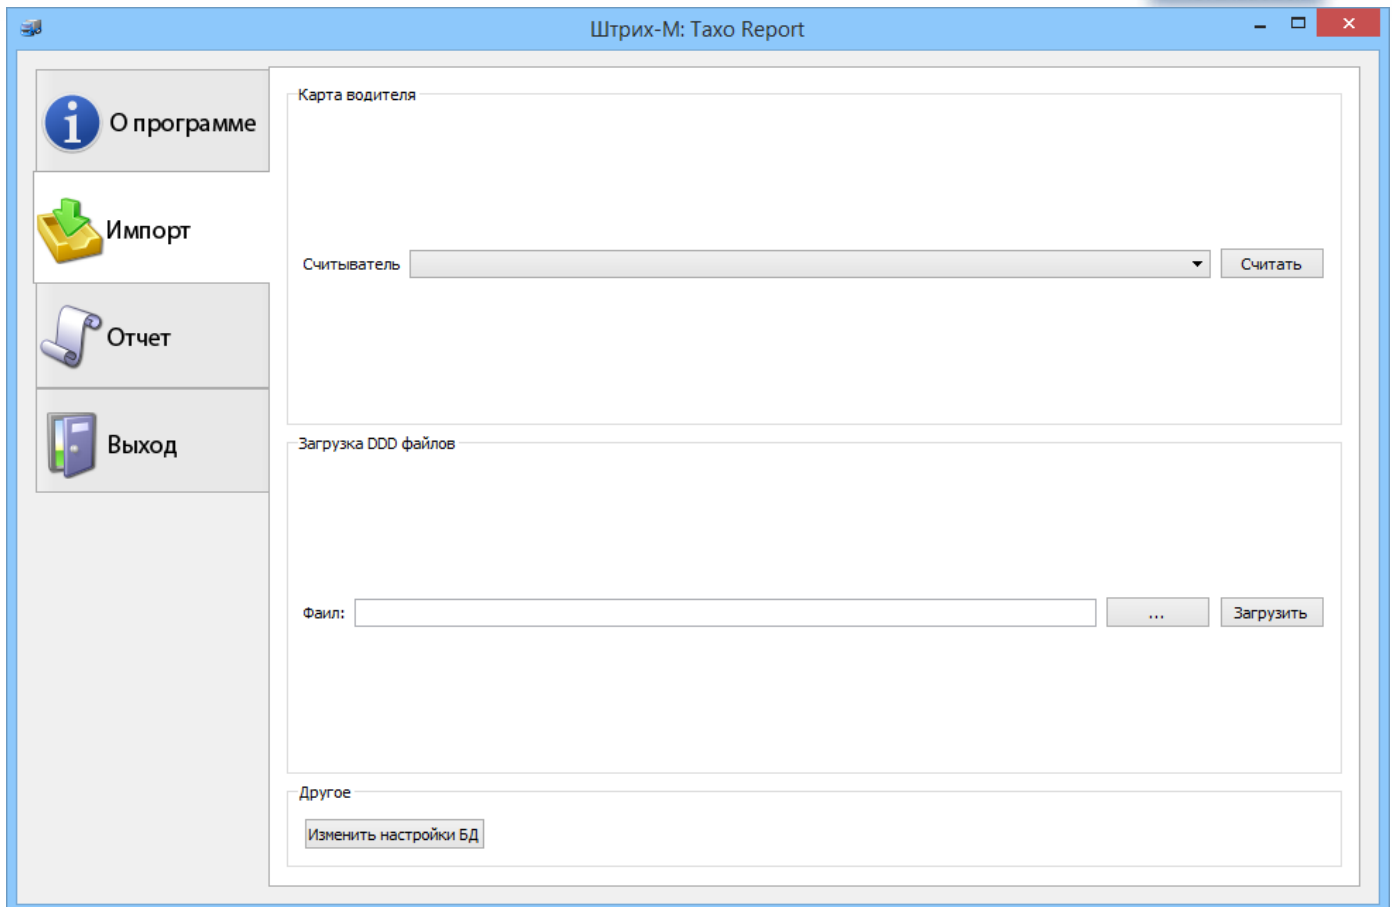 Штрих-М: Taxo Report
О программе
Импорт
Отчет
Выход
Карта водителя
Считыватель
Считать
Загрузка DDD файлов
Фаил:
...
Загрузить
Другое
Изменить настройки БД